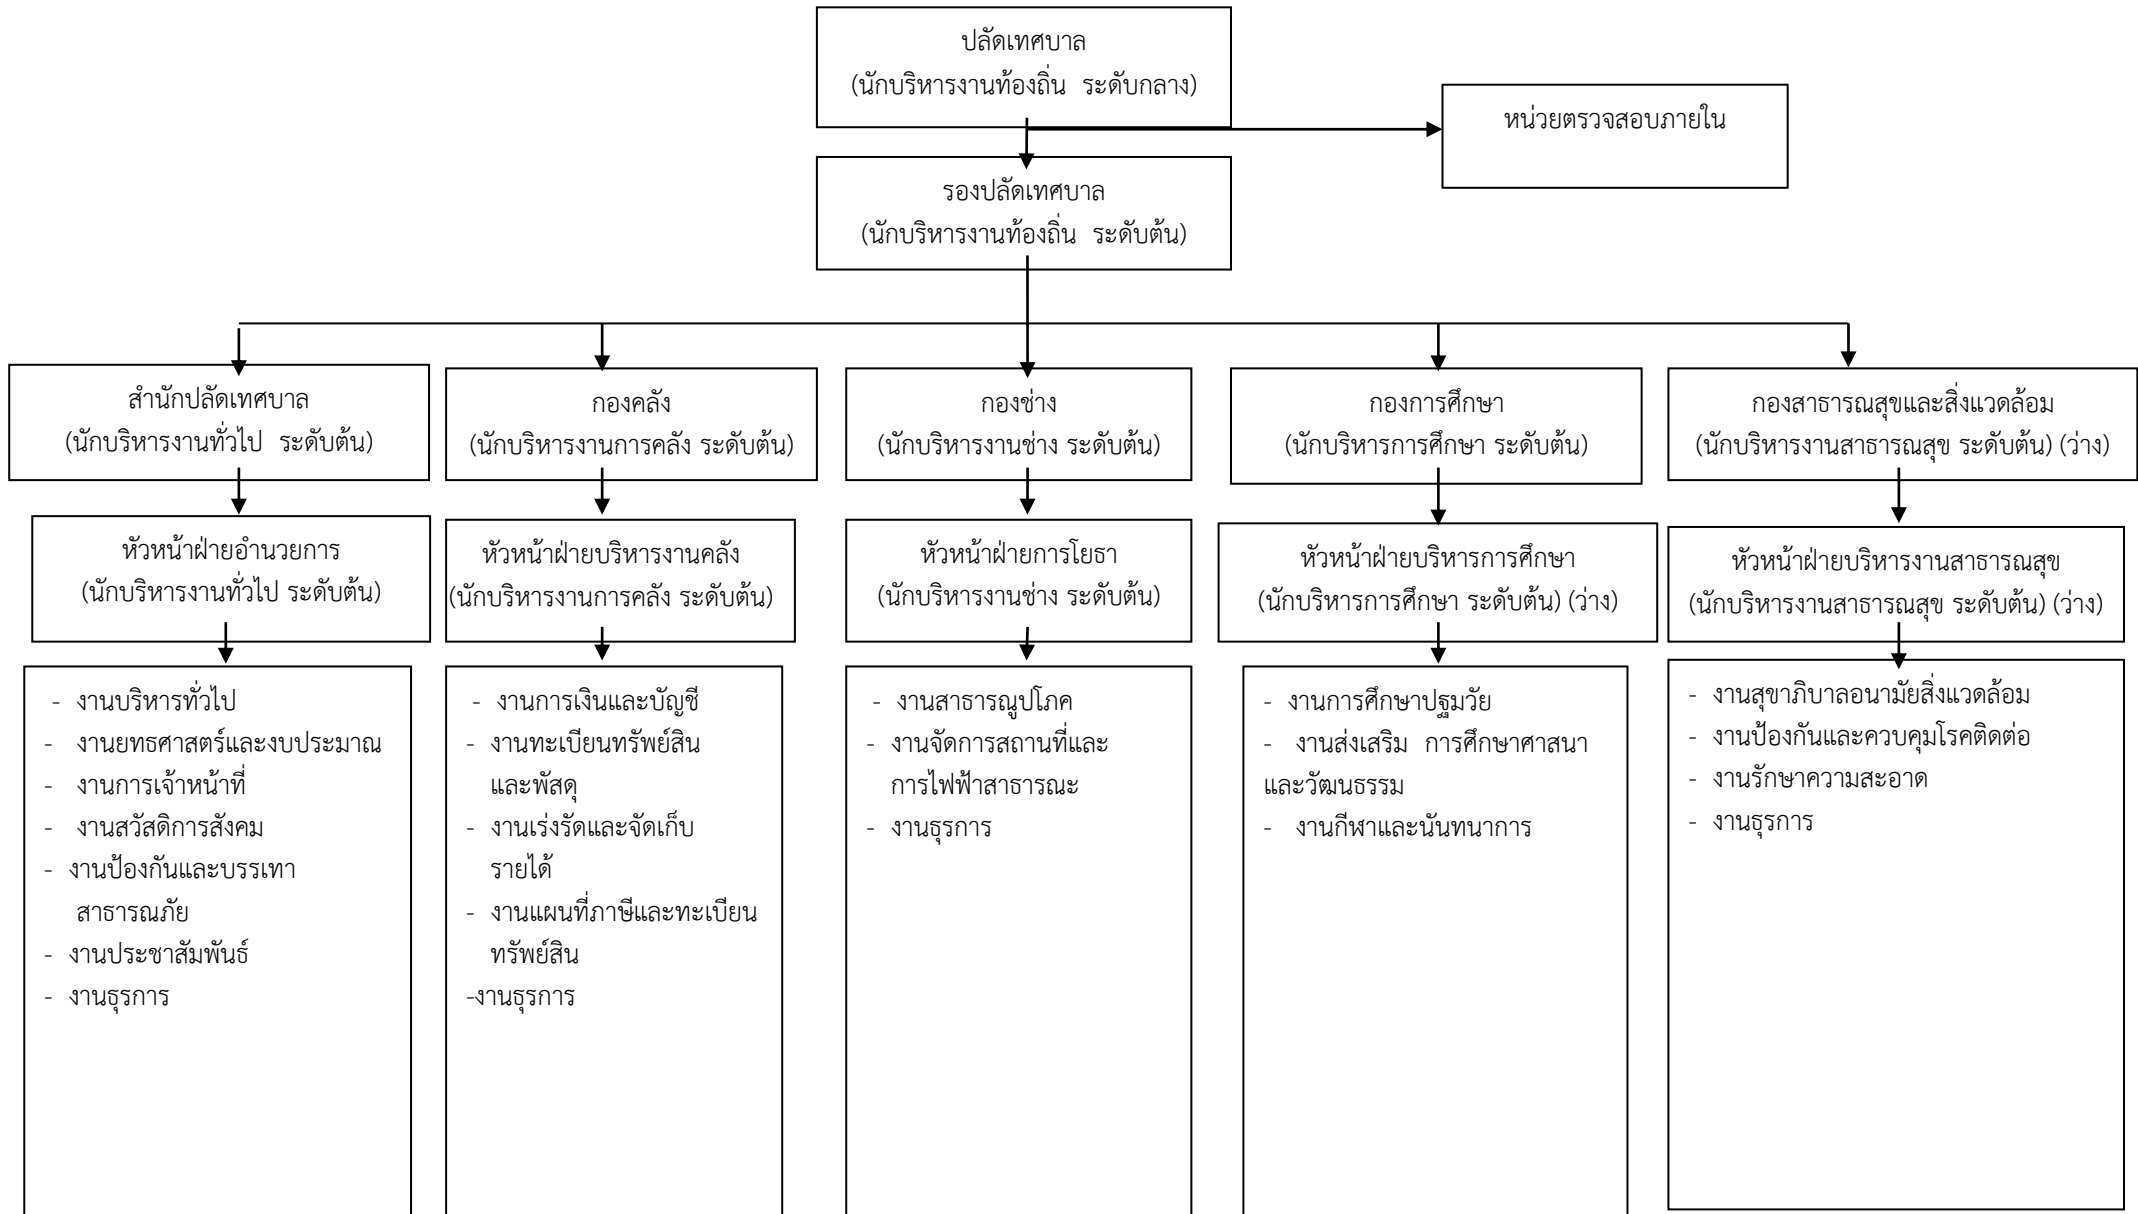 ปลัดเทศบาล
(นักบริหารงานท้องถิ่น ระดับกลาง)
หน่วยตรวจสอบภายใน
รองปลัดเทศบาล
(นักบริหารงานท้องถิ่น ระดับต้น)
สำนักปลัดเทศบาล
(นักบริหารงานทั่วไป ระดับต้น)
กองคลัง
(นักบริหารงานการคลัง ระดับต้น)
กองช่าง
(นักบริหารงานช่าง ระดับต้น)
กองการศึกษา
(นักบริหารการศึกษา ระดับต้น)
กองสาธารณสุขและสิ่งแวดล้อม
(นักบริหารงานสาธารณสุข ระดับต้น) (ว่าง)
หัวหน้าฝ่ายอำนวยการ
(นักบริหารงานทั่วไป ระดับต้น)
หัวหน้าฝ่ายบริหารงานคลัง
(นักบริหารงานการคลัง ระดับต้น)
หัวหน้าฝ่ายการโยธา
(นักบริหารงานช่าง ระดับต้น)
หัวหน้าฝ่ายบริหารการศึกษา
(นักบริหารการศึกษา ระดับต้น) (ว่าง)
หัวหน้าฝ่ายบริหารงานสาธารณสุข
(นักบริหารงานสาธารณสุข ระดับต้น) (ว่าง)
- งานบริหารทั่วไป
- งานยทธศาสตร์และงบประมาณ
- งานการเจ้าหน้าที่
- งานสวัสดิการสังคม
- งานป้องกันและบรรเทา
สาธารณภัย
- งานประชาสัมพันธ์
- งานธุรการ
- งานการเงินและบัญชี
- งานทะเบียนทรัพย์สิน
และพัสดุ
- งานเร่งรัดและจัดเก็บ
รายได้
- งานแผนที่ภาษีและทะเบียน
ทรัพย์สิน
-งานธุรการ
- งานสาธารณูปโภค
- งานจัดการสถานที่และ
การไฟฟ้าสาธารณะ
- งานธุรการ
- งานการศึกษาปฐมวัย
- งานส่งเสริม การศึกษาศาสนา
และวัฒนธรรม
- งานกีฬาและนันทนาการ
- งานสุขาภิบาลอนามัยสิ่งแวดล้อม
- งานป้องกันและควบคุมโรคติดต่อ
- งานรักษาความสะอาด
- งานธุรการ